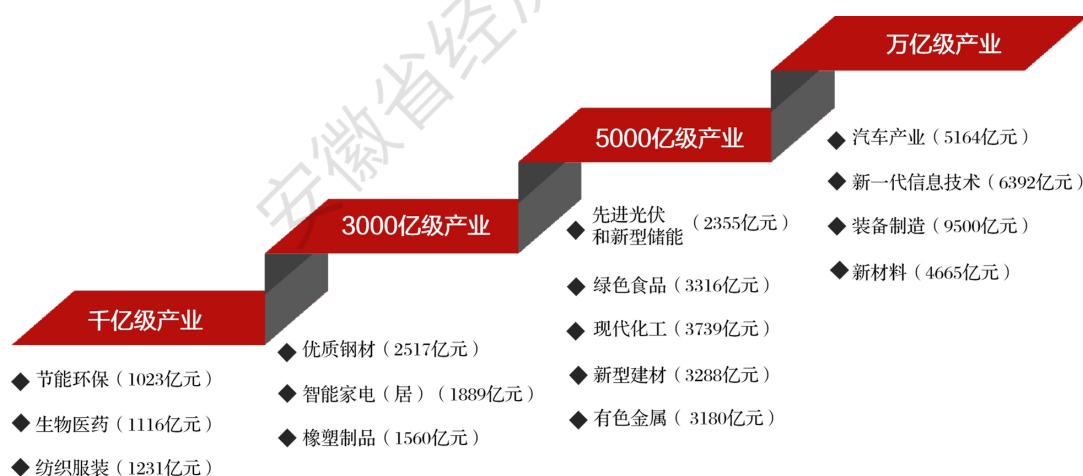 安徽省经济
万亿级产业
汽车产业（5164亿元）
新一代信息技术（6392亿元）
装备制造（9500亿元）
新材料（4665亿元）
5000亿级产业
先进光伏
和新型储能（2355亿元）
绿色食品（3316亿元）
现代化工（3739亿元）
新型建材（3288亿元）
有色金属（3180亿元）
3000亿级产业
优质钢材（2517亿元）
智能家电（居）（1889亿元）
橡塑制品（1560亿元）
千亿级产业
节能环保（1023亿元）
生物医药（1116亿元）
纺织服装（1231亿元）